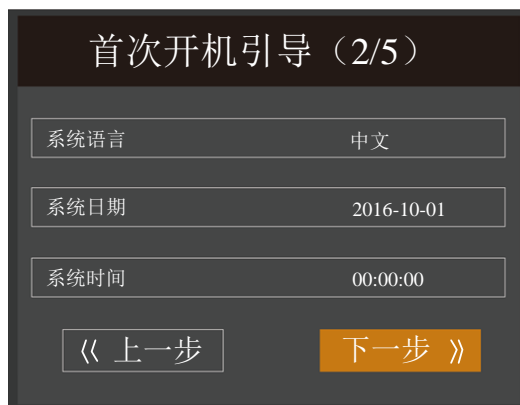 首次开机引导（2/5）
系统语言 中文
系统日期 2016-10-01
系统时间 00:00:00
《 上一步 下一步 》